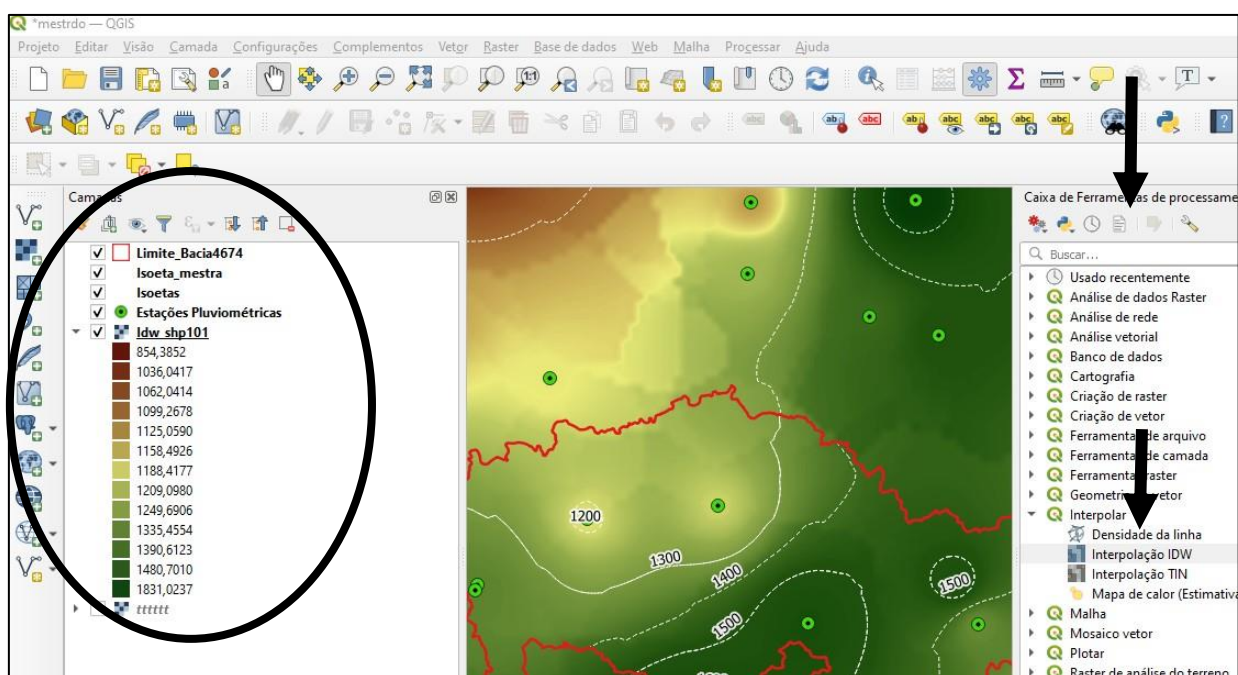 *mestrdo — QGIS
Projeto Editar Visão Camada Configurações Complementos Vetor Raster Base de dados Web Malha Processar Ajuda
Camadas
Caixa de Ferramentas de processame
Buscar...
Limite_Bacia4674
Isoeta_mestra
Isoetas
Estações Pluviométricas
Idw_shp101
854,3852
1036,0417
1062,0414
1099,2678
1125,0590
1158,4926
1188,4177
1209,0980
1249,6906
1335,4554
1390,6123
1480,7010
1831,0237
tttttt
1200
1300
1400
1500
1500
Usado recentemente
Análise de dados Raster
Análise de rede
Análise vetorial
Banco de dados
Cartografia
Criação de raster
Criação de vetor
Ferramentas de arquivo
Ferramentas de camada
Ferramentas raster
Geometria vetor
Interpolar
Densidade da linha
Interpolação IDW
Interpolação TIN
Mapa de calor (Estimativa
Malha
Mosaico vetor
Plotar
Raster de análise do terreno